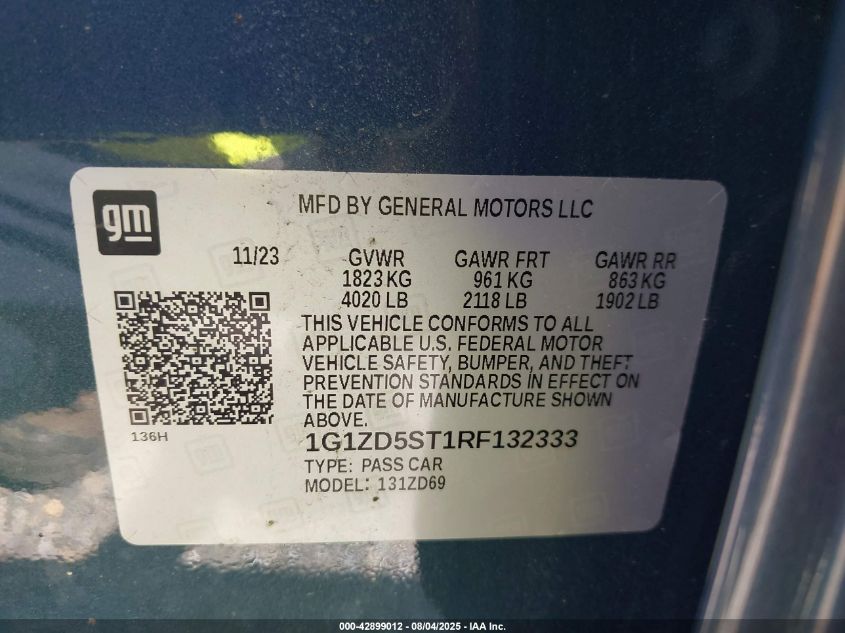 gm
MFD BY GENERAL MOTORS LLC
11/23 GVWR GAWR FRT GAWR RR
1823 KG 961 KG 863 KG
4020 LB 2118 LB 1902 LB
THIS VEHICLE CONFORMS TO ALL
APPLICABLE U.S. FEDERAL MOTOR
VEHICLE SAFETY, BUMPER, AND THEFT
PREVENTION STANDARDS IN EFFECT ON
THE DATE OF MANUFACTURE SHOWN
ABOVE.
136H
1G1ZD5ST1RF132333
TYPE: PASS CAR
MODEL: 131ZD69
000-42899012 - 08/04/2025 - IAA Inc.